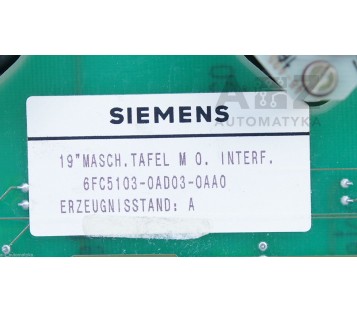 SIEMENS
AUTOMATYKA
19"MASCH.TAFEL M O. INTERF.
6FC5103-0AD03-0AA0
ERZEUGNISSTAND: A